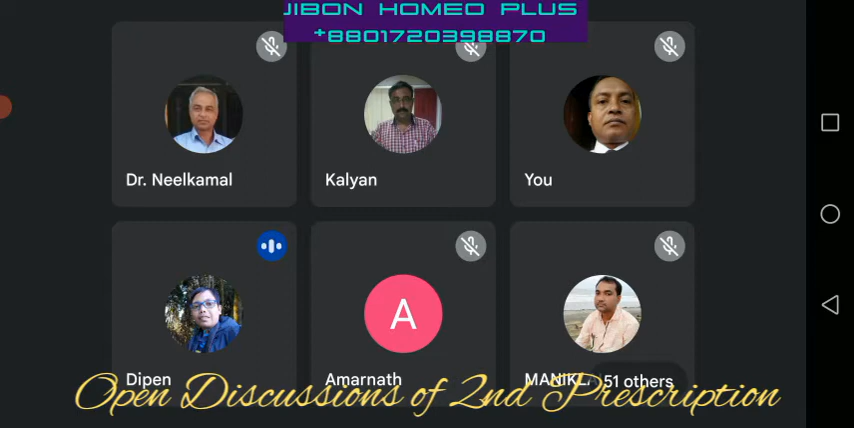 JIBON HOMEO PLUS
+8801720398870
Dr. Neelkamal
Kalyan
You
A
Dipen
Amarnath
51 others
Open Discussions of 2nd Prescription